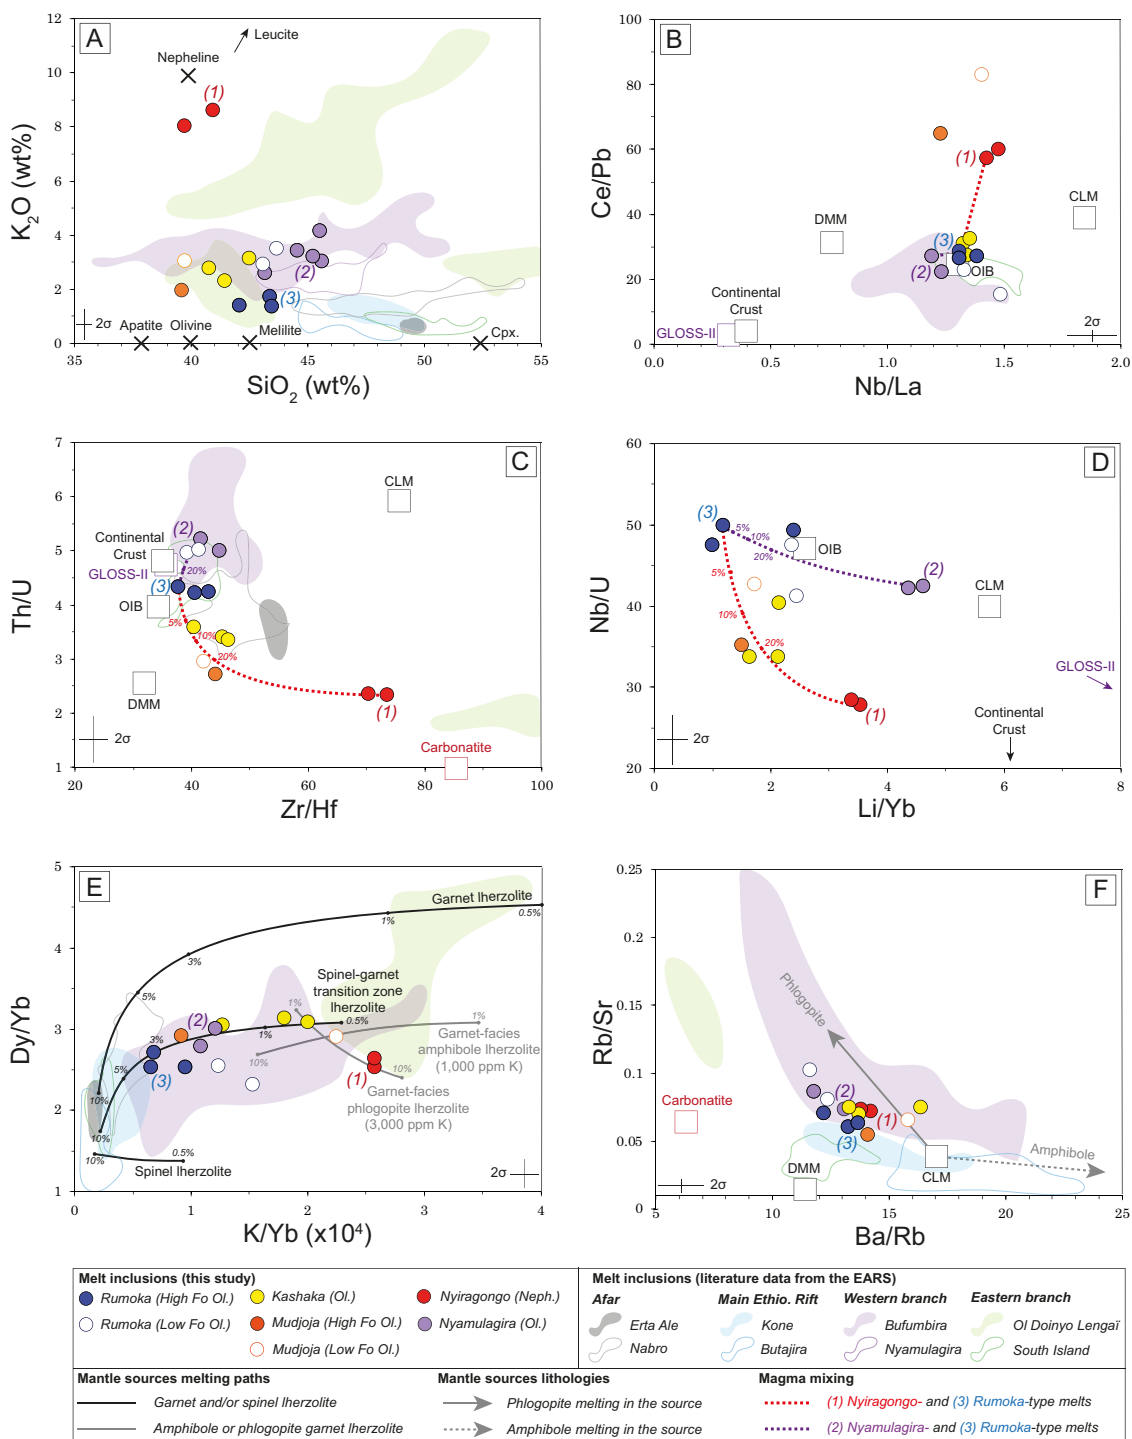 A
K2O (wt%)
12
10
8
6
4
2
0
Leucite
Nepheline
(1)
(2)
(3)
2σ
Apatite
Olivine
Melilite
Cpx.
35
40
45
50
55
SiO2 (wt%)
B
Ce/Pb
100
80
60
40
20
0
(1)
DMM
CLM
(3)
(2)
OIB
Continental
Crust
GLOSS-II
2σ
0.0
0.5
1.0
1.5
2.0
Nb/La
C
Th/U
7
6
5
4
3
2
1
CLM
(2)
Continental
Crust
GLOSS-II
20%
(3)
OIB
5%
10%
20%
DMM
(1)
2σ
Carbonatite
20
40
60
80
100
Zr/Hf
D
Nb/U
60
50
40
30
20
(3)
5%
10%
20%
OIB
(2)
5%
CLM
10%
20%
GLOSS-II
(1)
Continental
Crust
2σ
0
2
4
6
8
Li/Yb
E
Dy/Yb
5
4
3
2
1
Garnet lherzolite
0.5%
1%
3%
5%
Spinel-garnet
transition zone
lherzolite
(2)
1%
0.5%
1%
3%
1%
Garnet-facies
amphibole lherzolite
(1,000 ppm K)
10%
5%
(3)
(1)
10%
Garnet-facies
phlogopite lherzolite
(3,000 ppm K)
10%
10%
10%
0.5%
Spinel lherzolite
2σ
0
1
2
3
4
K/Yb (x10⁴)
F
Rb/Sr
0.25
0.2
0.15
0.1
0.05
0
Phlogopite
Carbonatite
(2)
(1)
(3)
DMM
CLM
Amphibole
2σ
5
10
15
20
25
Ba/Rb
Melt inclusions (this study)
Rumoka (High Fo Ol.)
Kashaka (Ol.)
Nyiragongo (Neph.)
Rumoka (Low Fo Ol.)
Mudjoja (High Fo Ol.)
Nyamulagira (Ol.)
Mudjoja (Low Fo Ol.)
Melt inclusions (literature data from the EARS)
Afar
Main Ethio. Rift
Western branch
Eastern branch
Erta Ale
Kone
Bufumbira
Ol Doinyo Lengaï
Nabro
Butajira
Nyamulagira
South Island
Mantle sources melting paths
Garnet and/or spinel lherzolite
Amphibole or phlogopite garnet lherzolite
Mantle sources lithologies
Phlogopite melting in the source
Amphibole melting in the source
Magma mixing
(1) Nyiragongo- and (3) Rumoka-type melts
(2) Nyamulagira- and (3) Rumoka-type melts